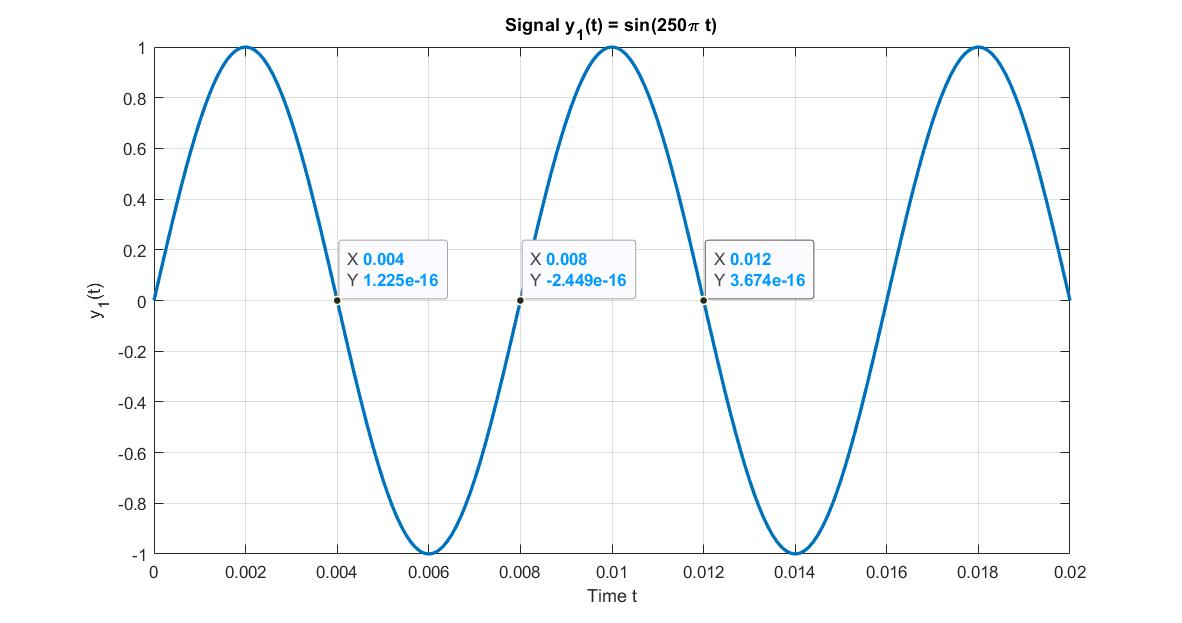 Signal y₁(t) = sin(250π t)
y₁(t)
1
0.8
0.6
0.4
0.2
0
-0.2
-0.4
-0.6
-0.8
-1
X 0.004
Y 1.225e-16
X 0.008
Y -2.449e-16
X 0.012
Y 3.674e-16
0 0.002 0.004 0.006 0.008 0.01 0.012 0.014 0.016 0.018 0.02
Time t